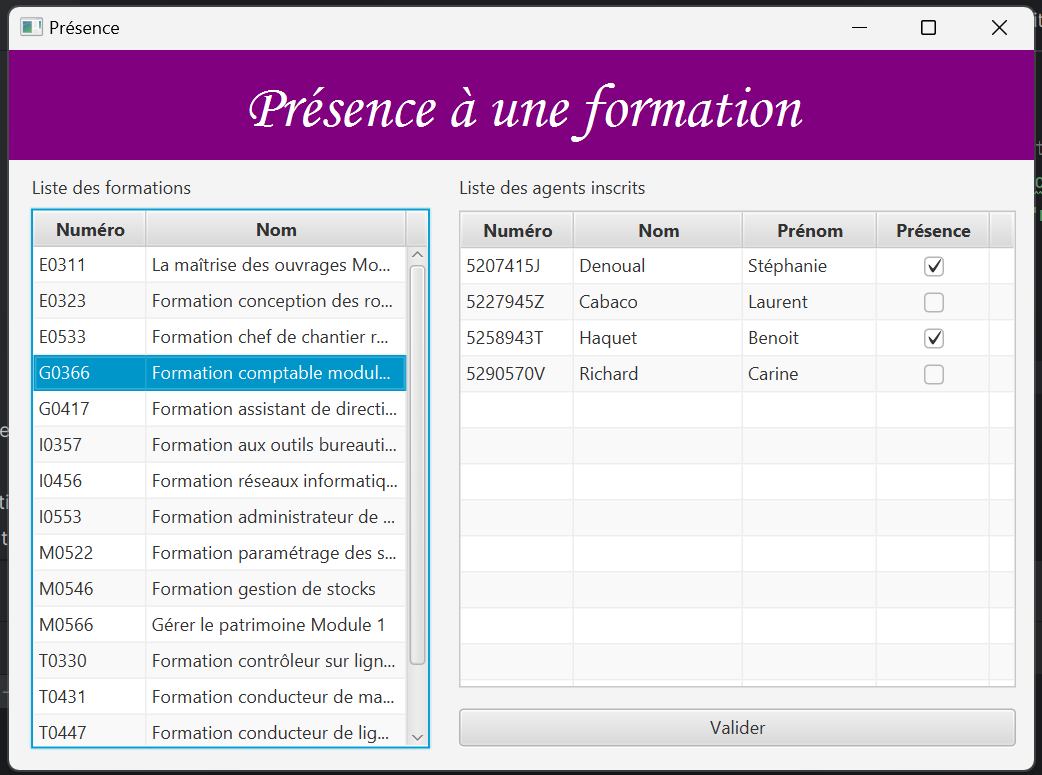 Présence
Présence à une formation
Liste des formations
Numéro Nom
E0311 La maîtrise des ouvrages Mo...
E0323 Formation conception des ro...
E0533 Formation chef de chantier r...
G0366 Formation comptable modul...
G0417 Formation assistant de directi...
I0357 Formation aux outils bureauti...
I0456 Formation réseaux informatiq...
I0553 Formation administrateur de ...
M0522 Formation paramétrage des s...
M0546 Formation gestion de stocks
M0566 Gérer le patrimoine Module 1
T0330 Formation contrôleur sur lign...
T0431 Formation conducteur de ma...
T0447 Formation conducteur de lig...
Liste des agents inscrits
Numéro Nom Prénom Présence
5207415J Denoual Stéphanie
5227945Z Cabaco Laurent
5258943T Haquet Benoit
5290570V Richard Carine
Valider